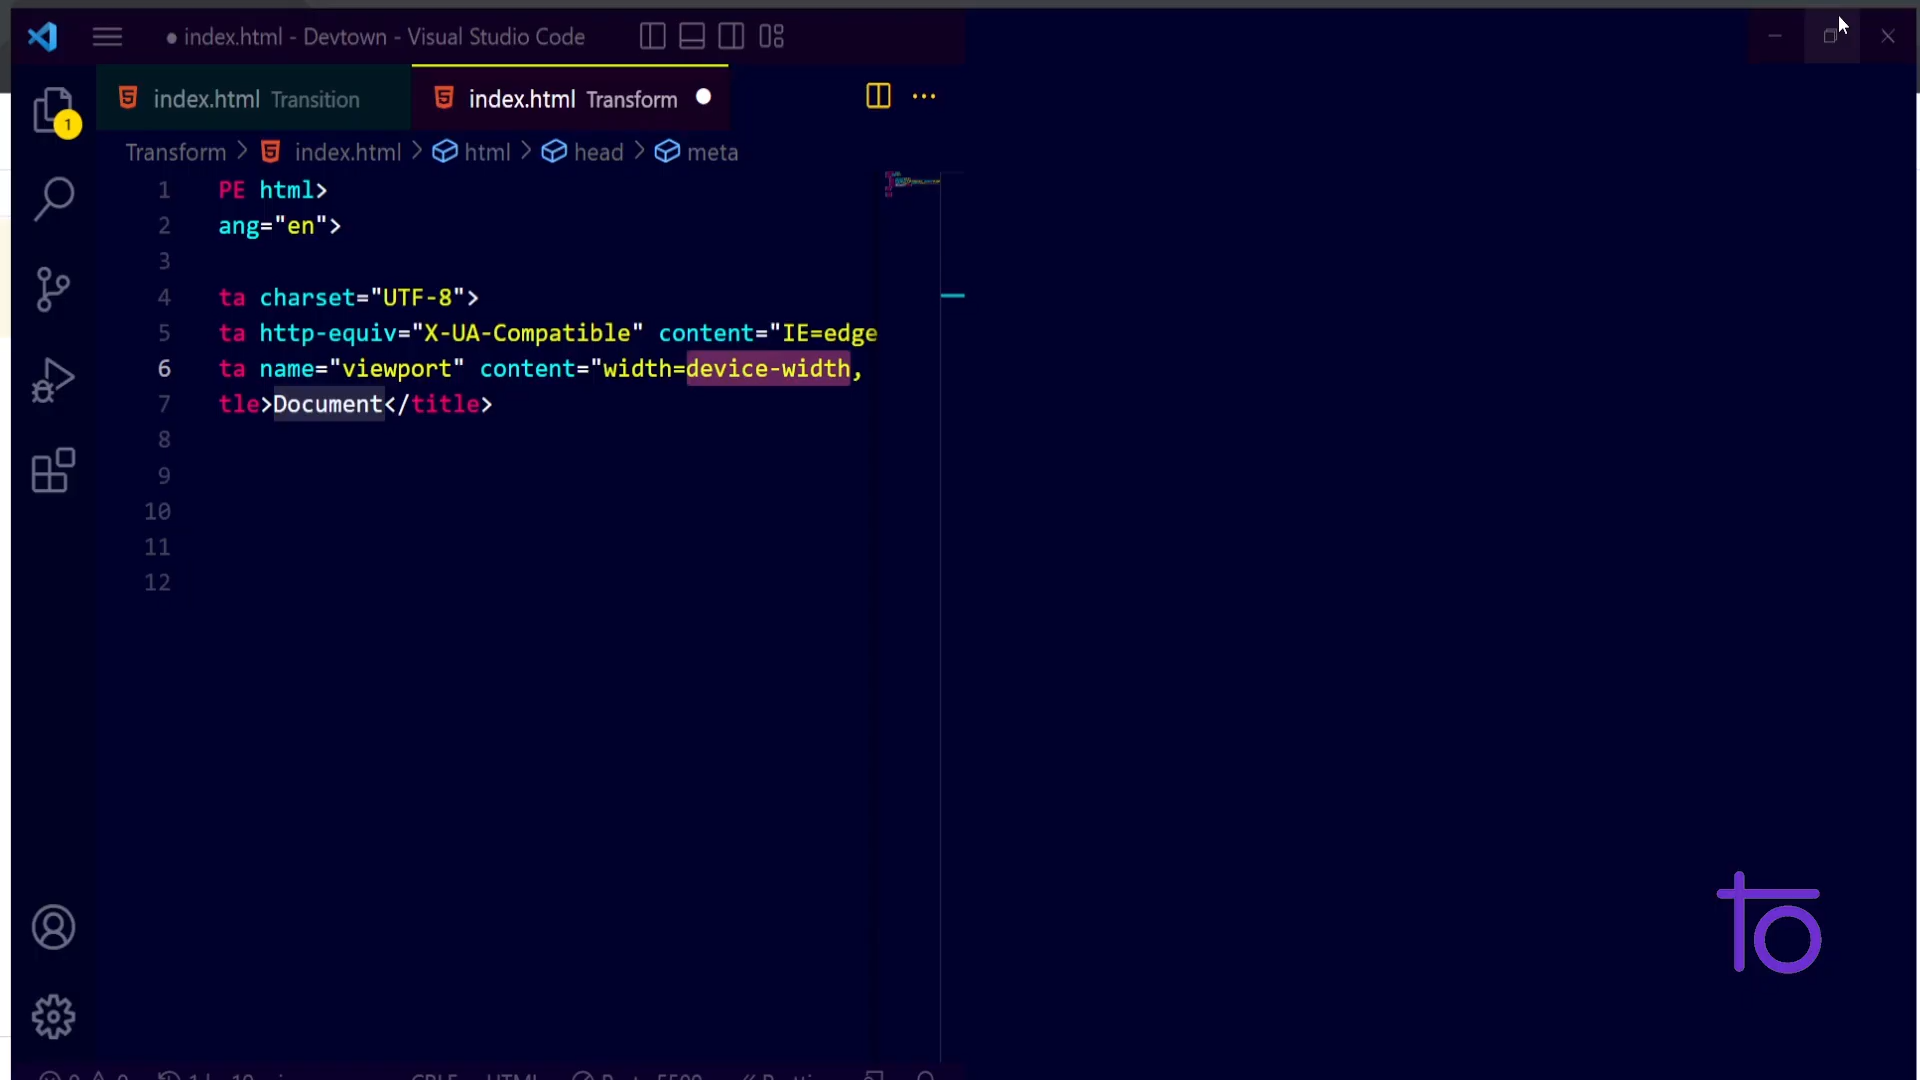 ● index.html - Devtown - Visual Studio Code
index.html Transition
index.html Transform
1
Transform > index.html > html > head > meta
1 PE html>
2 ang="en">
3
4 ta charset="UTF-8">
5 ta http-equiv="X-UA-Compatible" content="IE=edge
6 ta name="viewport" content="width=device-width,
7 tle>Document</title>
8
9
10
11
12
to